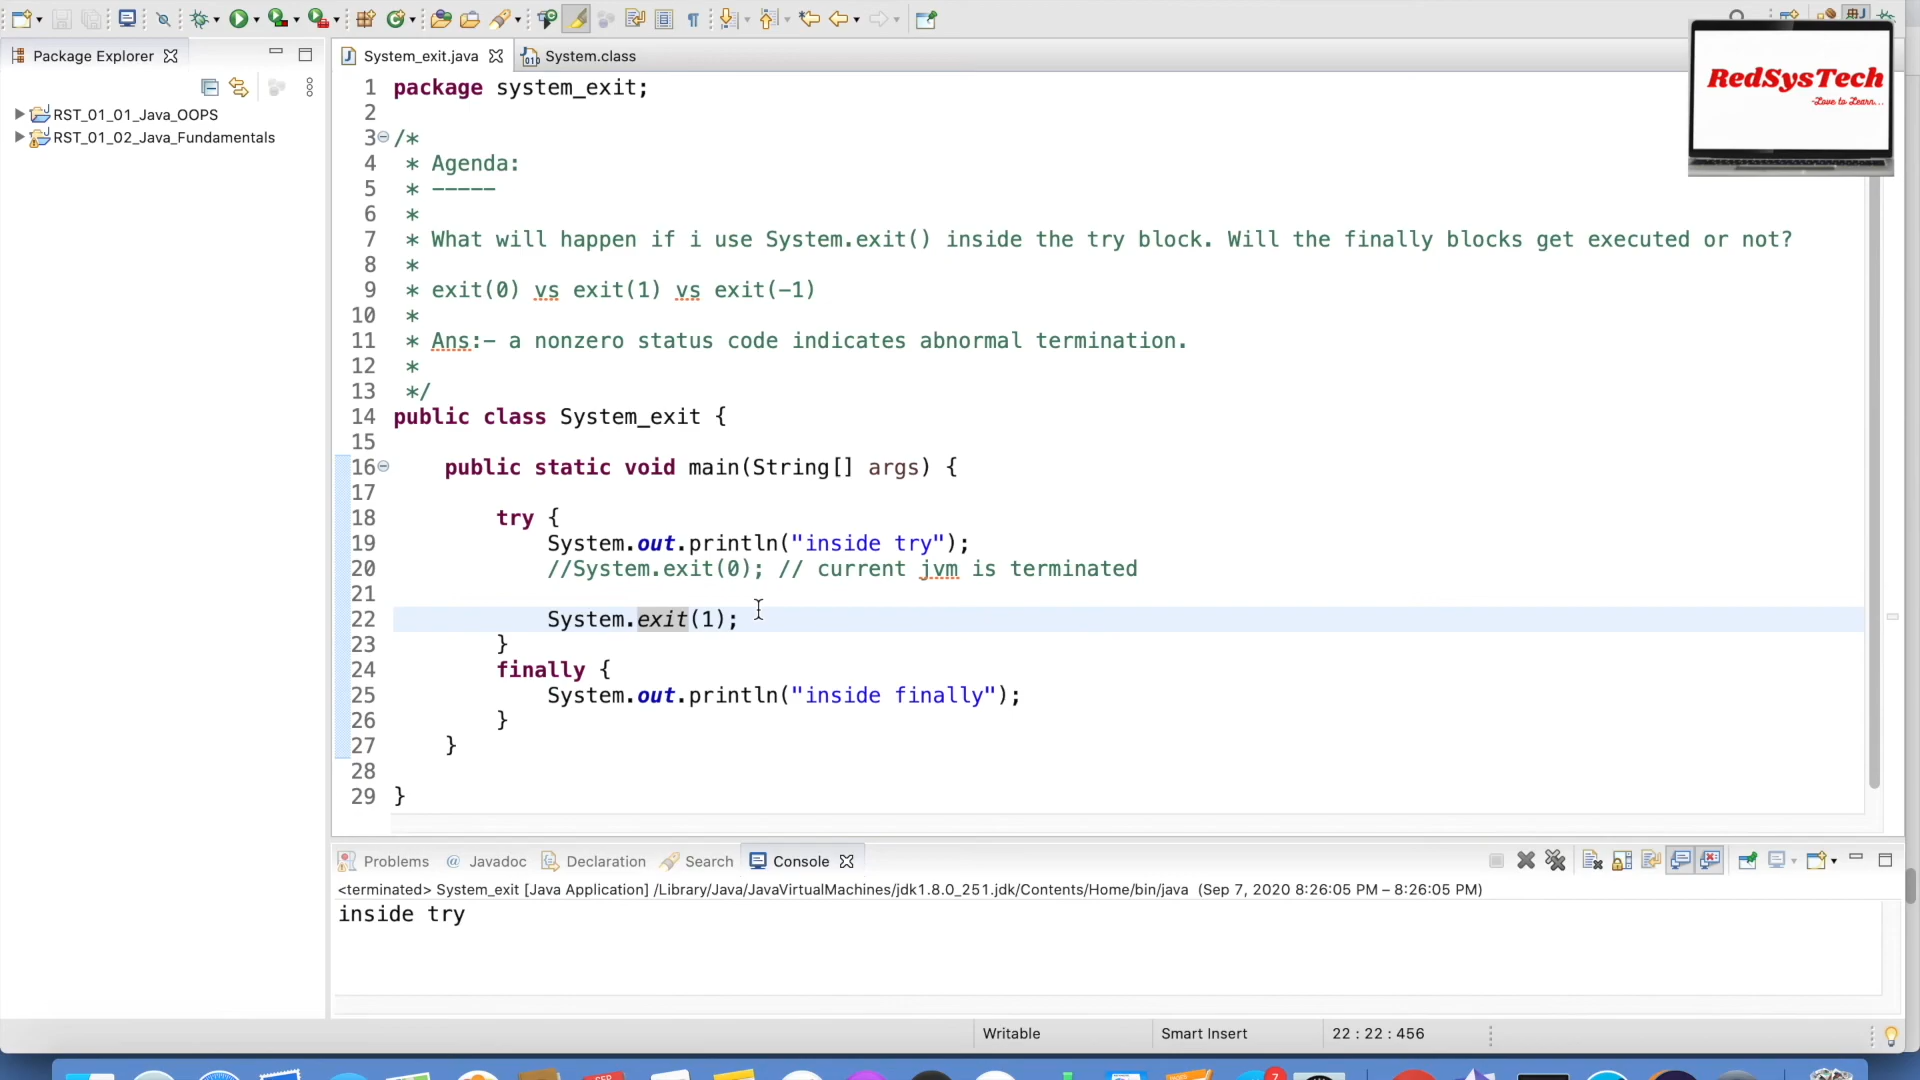 Package Explorer
System_exit.java
System.class
RedSysTech
-Love to Learn...
RST_01_01_Java_OOPS
RST_01_02_Java_Fundamentals
1 package system_exit;
2
3 /*
4 * Agenda:
5 * -----
6 *
7 * What will happen if i use System.exit() inside the try block. Will the finally blocks get executed or not?
8 *
9 * exit(0) vs exit(1) vs exit(-1)
10 *
11 * Ans:- a nonzero status code indicates abnormal termination.
12 *
13 */
14 public class System_exit {
15
16 public static void main(String[] args) {
17
18 try {
19 System.out.println("inside try");
20 //System.exit(0); // current jvm is terminated
21
22 System.exit(1);
23 }
24 finally {
25 System.out.println("inside finally");
26 }
27 }
28
29 }
Problems @ Javadoc Declaration Search Console
<terminated> System_exit [Java Application] /Library/Java/JavaVirtualMachines/jdk1.8.0_251.jdk/Contents/Home/bin/java (Sep 7, 2020 8:26:05 PM – 8:26:05 PM)
inside try
Writable
Smart Insert
22 : 22 : 456
SEP
7